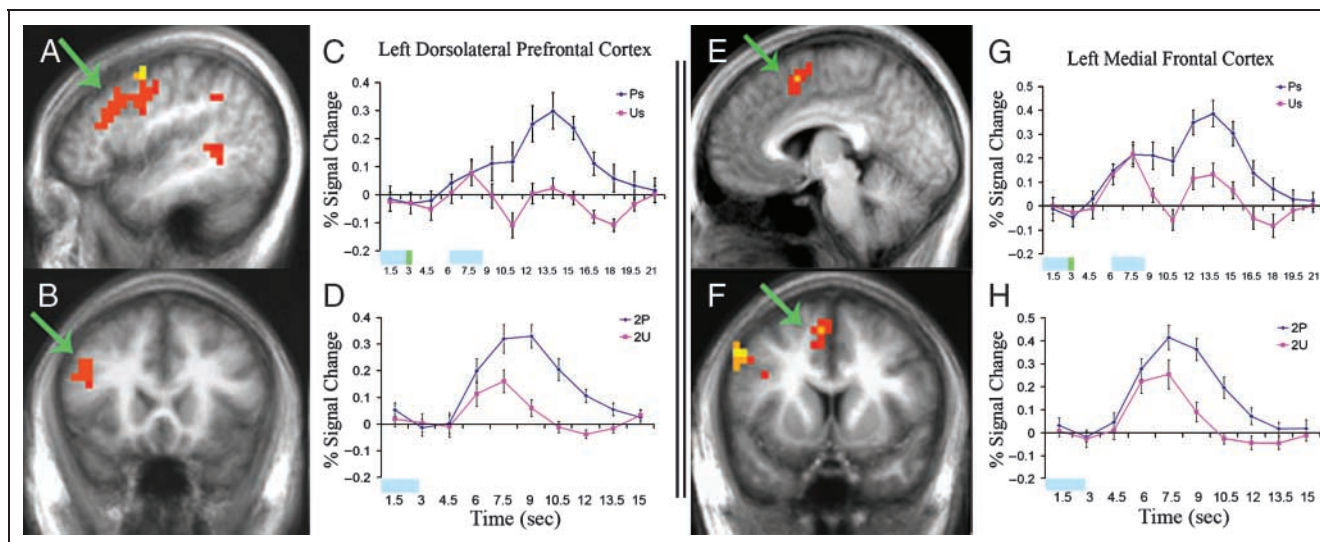 A
B
C
Left Dorsolateral Prefrontal Cortex
% Signal Change
0.4
0.3
0.2
0.1
0
−0.1
−0.2
Ps
Us
1.5 3 4.5 6 7.5 9 10.5 12 13.5 15 16.5 18 19.5 21
D
% Signal Change
0.4
0.3
0.2
0.1
0
−0.1
−0.2
2P
2U
1.5 3 4.5 6 7.5 9 10.5 12 13.5 15
Time (sec)
E
F
G
Left Medial Frontal Cortex
% Signal Change
0.5
0.4
0.3
0.2
0.1
0
−0.1
−0.2
Ps
Us
1.5 3 4.5 6 7.5 9 10.5 12 13.5 15 16.5 18 19.5 21
H
% Signal Change
0.5
0.4
0.3
0.2
0.1
0
−0.1
−0.2
2P
2U
1.5 3 4.5 6 7.5 9 10.5 12 13.5 15
Time (sec)